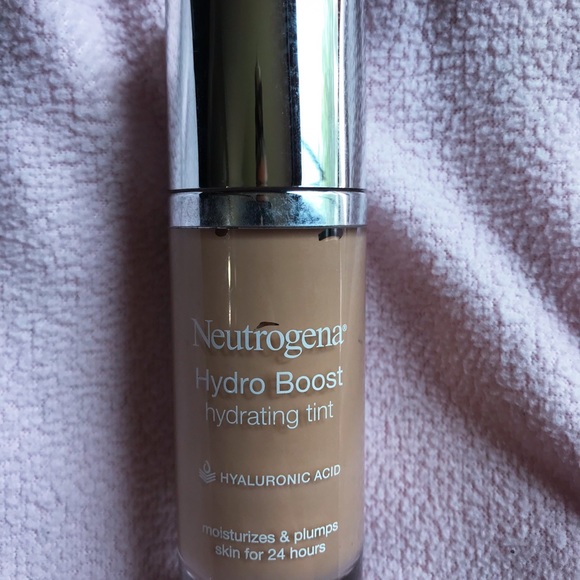 Neutrogena®
Hydro Boost
hydrating tint
HYALURONIC ACID
moisturizes & plumps
skin for 24 hours